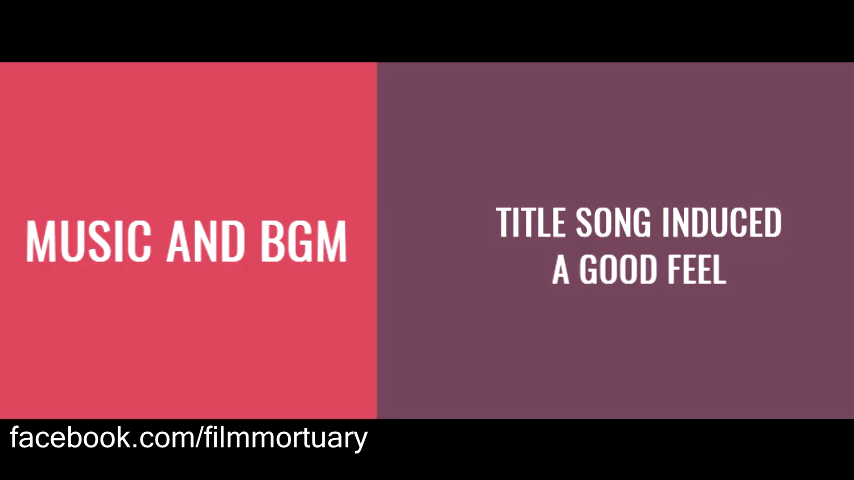 MUSIC AND BGM
TITLE SONG INDUCED
A GOOD FEEL
facebook.com/filmmortuary